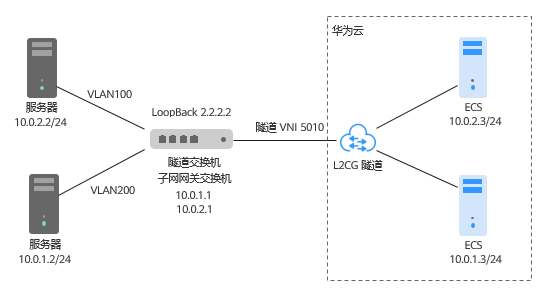 华为云
服务器
10.0.2.2/24
VLAN100
LoopBack 2.2.2.2
隧道交换机
子网网关交换机
10.0.1.1
10.0.2.1
VLAN200
服务器
10.0.1.2/24
隧道 VNI 5010
L2CG 隧道
ECS
10.0.2.3/24
ECS
10.0.1.3/24